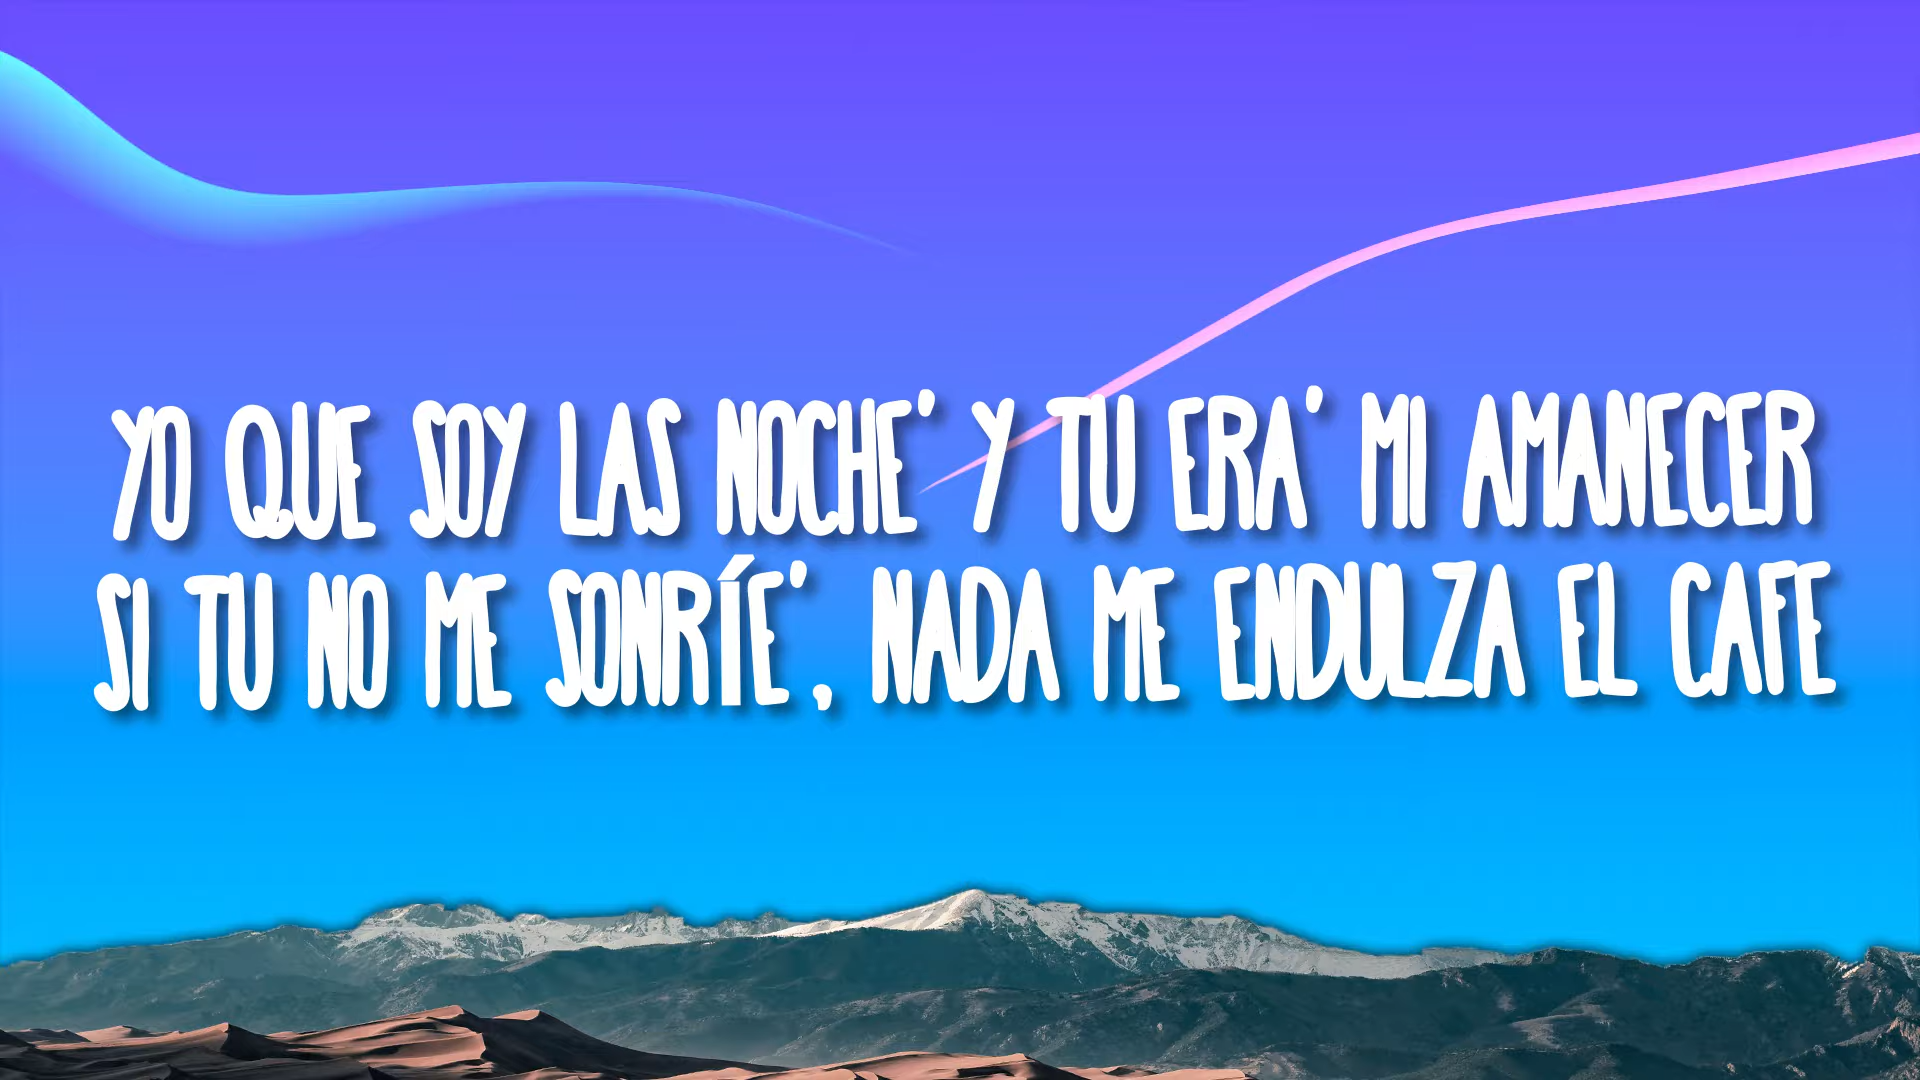 YO QUE SOY LAS NOCHE' Y TU ERA' MI AMANECER
SI TU NO ME SONRÍE', NADA ME ENDULZA EL CAFE